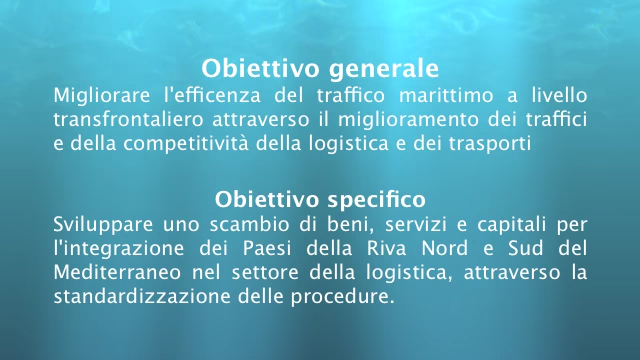 Obiettivo generale
Migliorare l'efficenza del traffico marittimo a livello
transfrontaliero attraverso il miglioramento dei traffici
e della competitività della logistica e dei trasporti
Obiettivo specifico
Sviluppare uno scambio di beni, servizi e capitali per
l'integrazione dei Paesi della Riva Nord e Sud del
Mediterraneo nel settore della logistica, attraverso la
standardizzazione delle procedure.